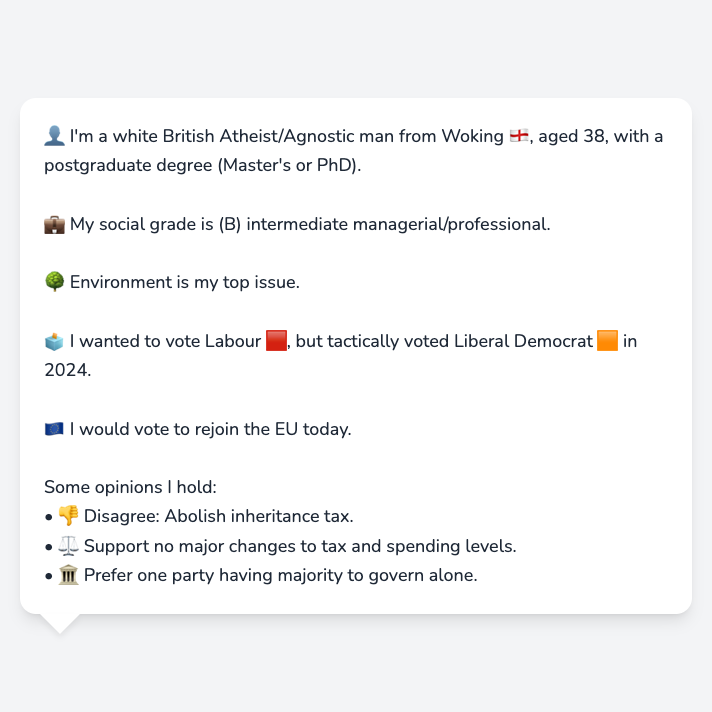 👤 I'm a white British Atheist/Agnostic man from Woking 🏴󠁧󠁢󠁥󠁮󠁧󠁿, aged 38, with a
postgraduate degree (Master's or PhD).
💼 My social grade is (B) intermediate managerial/professional.
🌳 Environment is my top issue.
🗳️ I wanted to vote Labour 🟥, but tactically voted Liberal Democrat 🟧 in
2024.
🇪🇺 I would vote to rejoin the EU today.
Some opinions I hold:
• 👎 Disagree: Abolish inheritance tax.
• ⚖️ Support no major changes to tax and spending levels.
• 🏛️ Prefer one party having majority to govern alone.